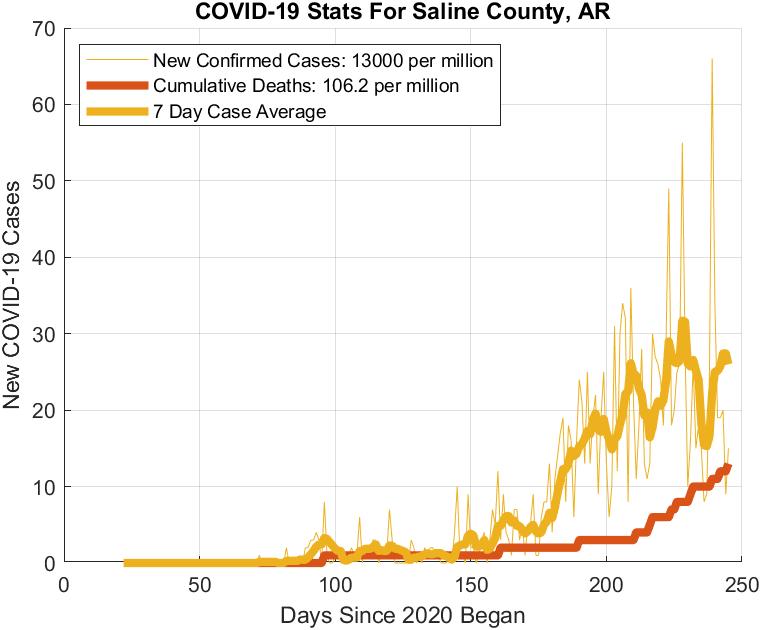 COVID-19 Stats For Saline County, AR
70
60
50
40
30
20
10
0
New COVID-19 Cases
New Confirmed Cases: 13000 per million
Cumulative Deaths: 106.2 per million
7 Day Case Average
0 50 100 150 200 250
Days Since 2020 Began